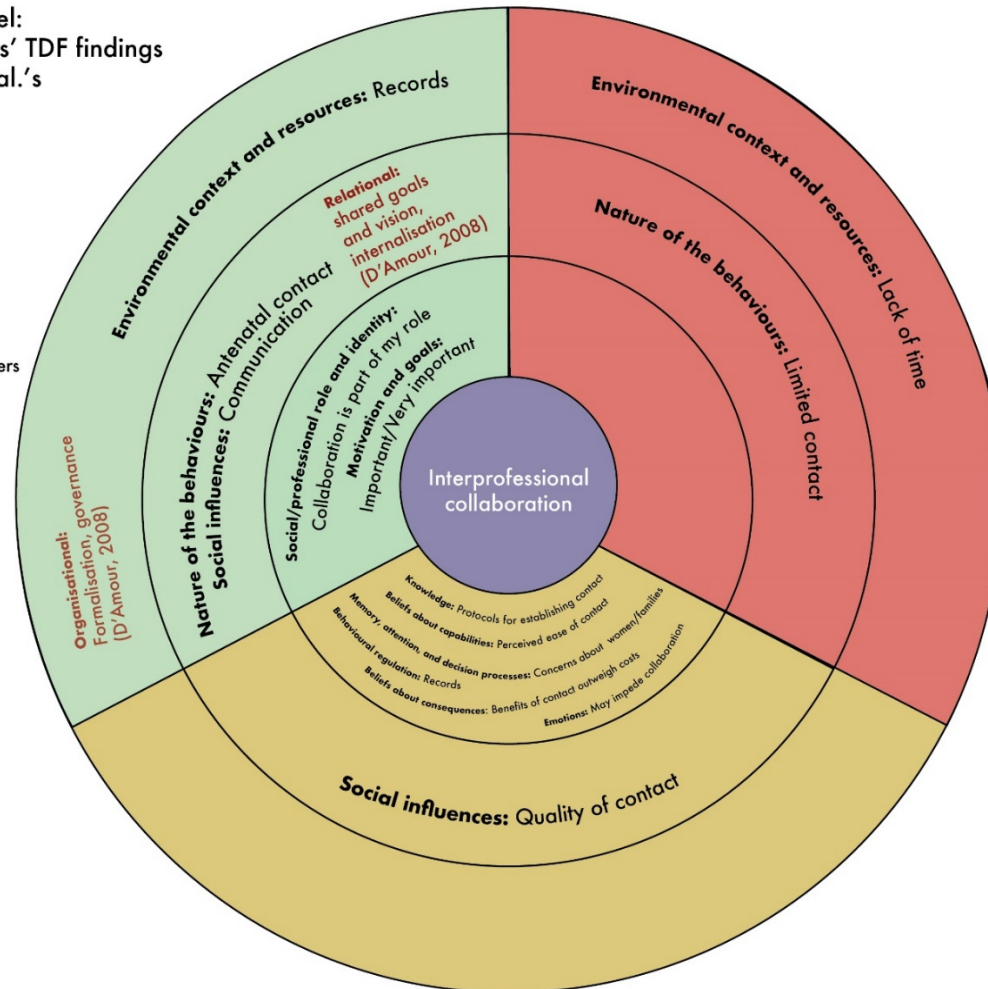 el:
s' TDF findings
al.'s
ers
Environmental context and resources: Records
Relational:
shared goals
and vision,
internalisation
(D'Amour, 2008)
Nature of the behaviours: Antenatal contact
Social influences: Communication
Social/professional role and identity:
Collaboration is part of my role
Motivation and goals:
Important/Very important
Organisational:
Formalisation, governance
(D'Amour, 2008)
Environmental context and resources: Lack of time
Nature of the behaviours: Limited contact
Interprofessional
collaboration
Knowledge: Protocols for establishing contact
Beliefs about capabilities: Perceived ease of contact
Memory, attention, and decision processes: Concerns about women/families
Behavioural regulation: Records
Beliefs about consequences: Benefits of contact outweigh costs
Emotions: May impede collaboration
Social influences: Quality of contact